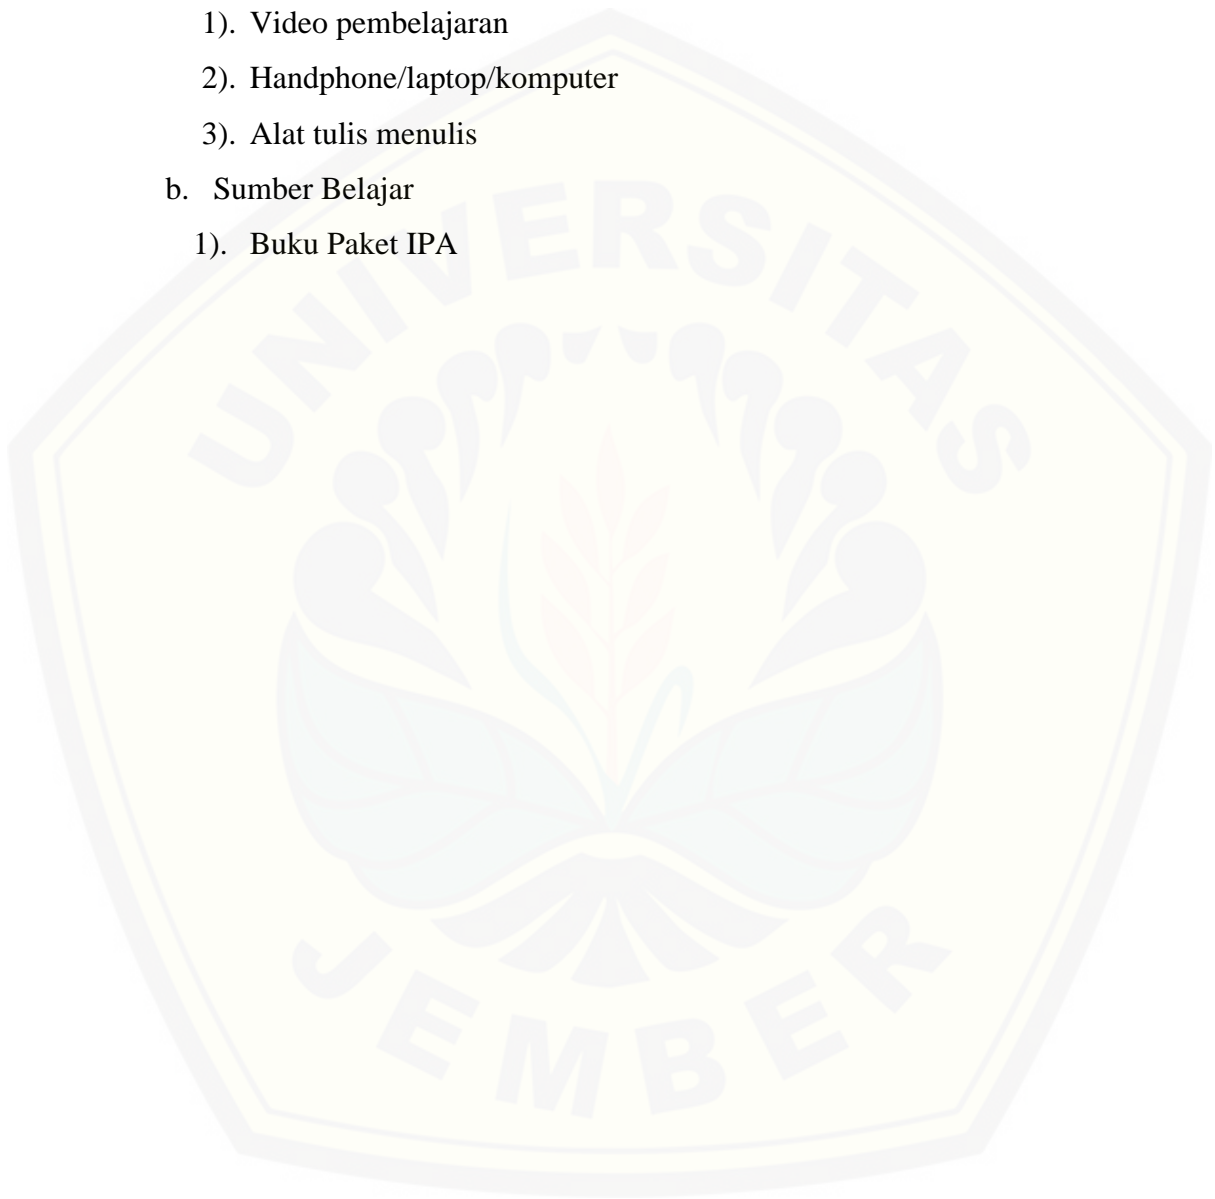 1). Video pembelajaran
2). Handphone/laptop/komputer
3). Alat tulis menulis
b. Sumber Belajar
1). Buku Paket IPA
UNIVERSITAS
JEMBER